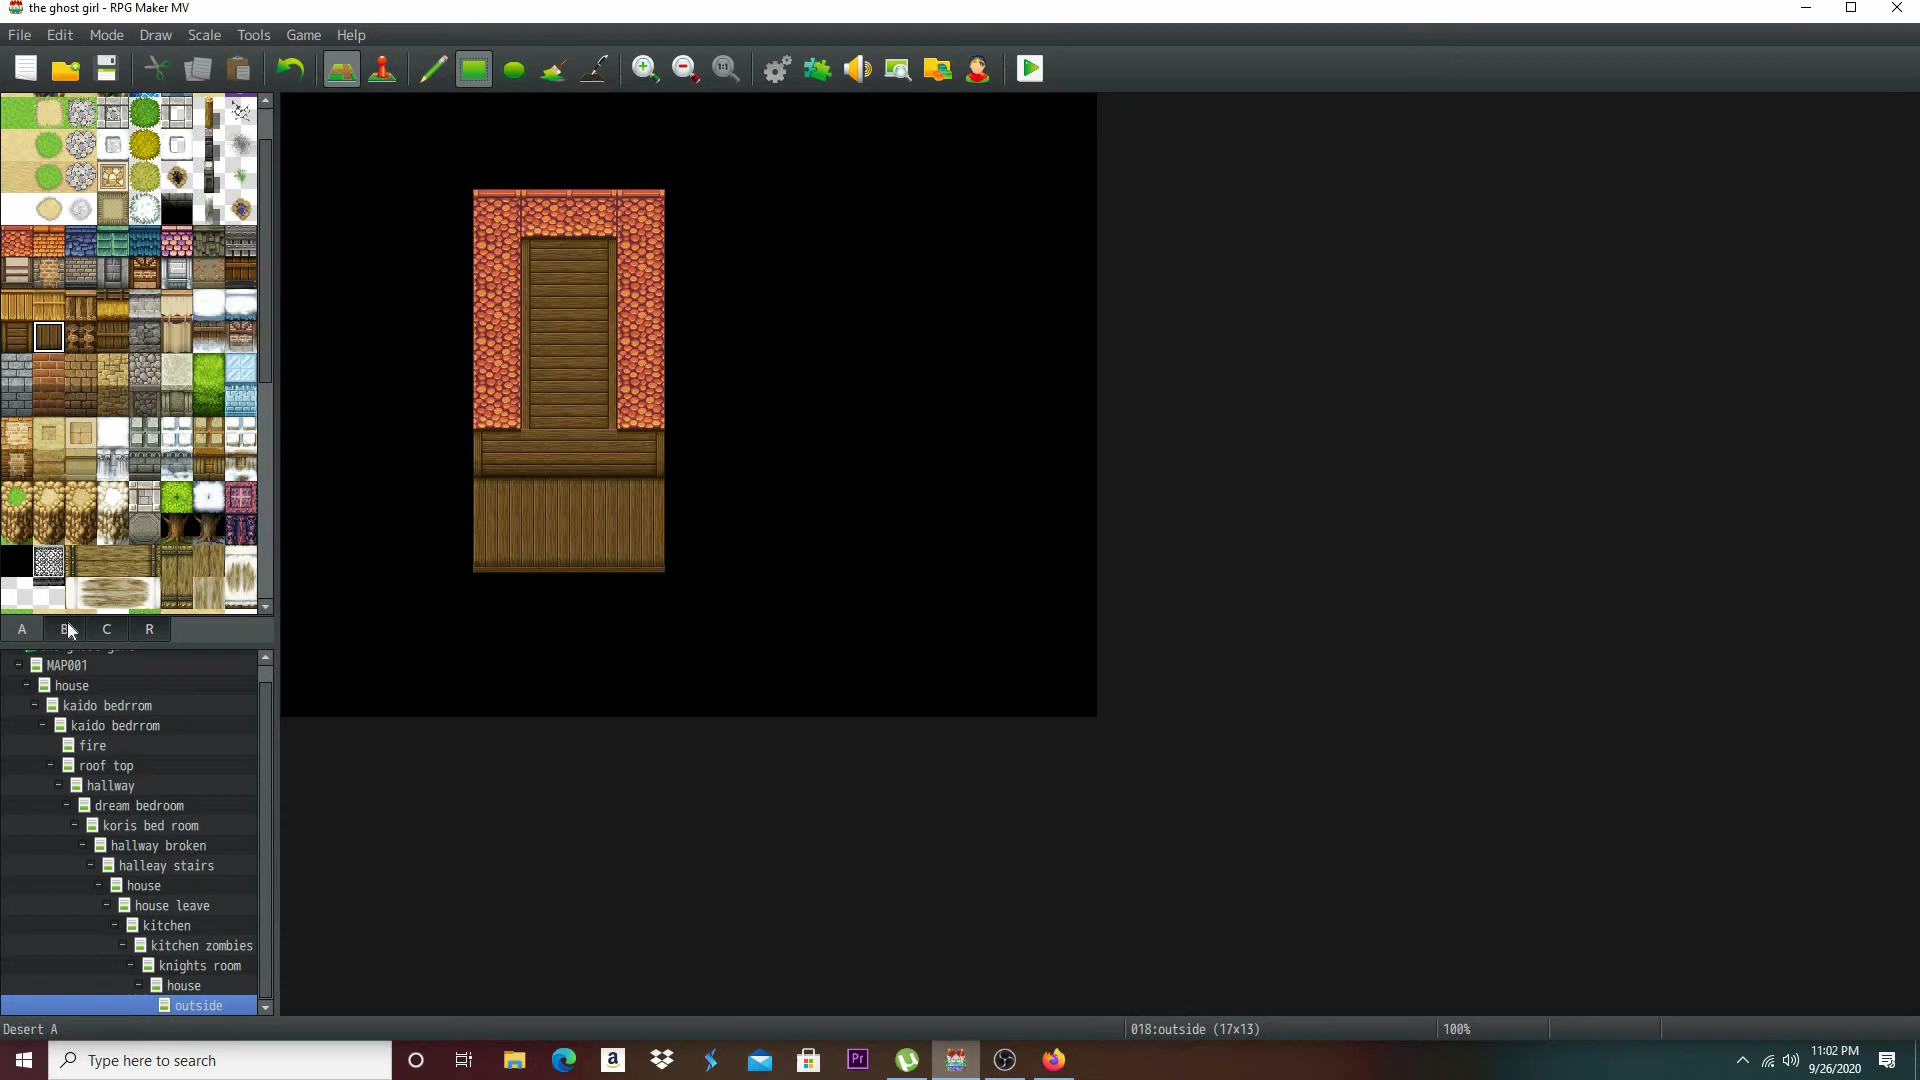 the ghost girl - RPG Maker MV
File Edit Mode Draw Scale Tools Game Help
1:1
A B C R
MAP001
house
kaido bedrrom
kaido bedrrom
fire
roof top
hallway
dream bedroom
koris bed room
hallway broken
halleay stairs
house
house leave
kitchen
kitchen zombies
knights room
house
outside
Desert A
018:outside (17x13)
100%
Type here to search
a
Pr
11:02 PM
9/26/2020